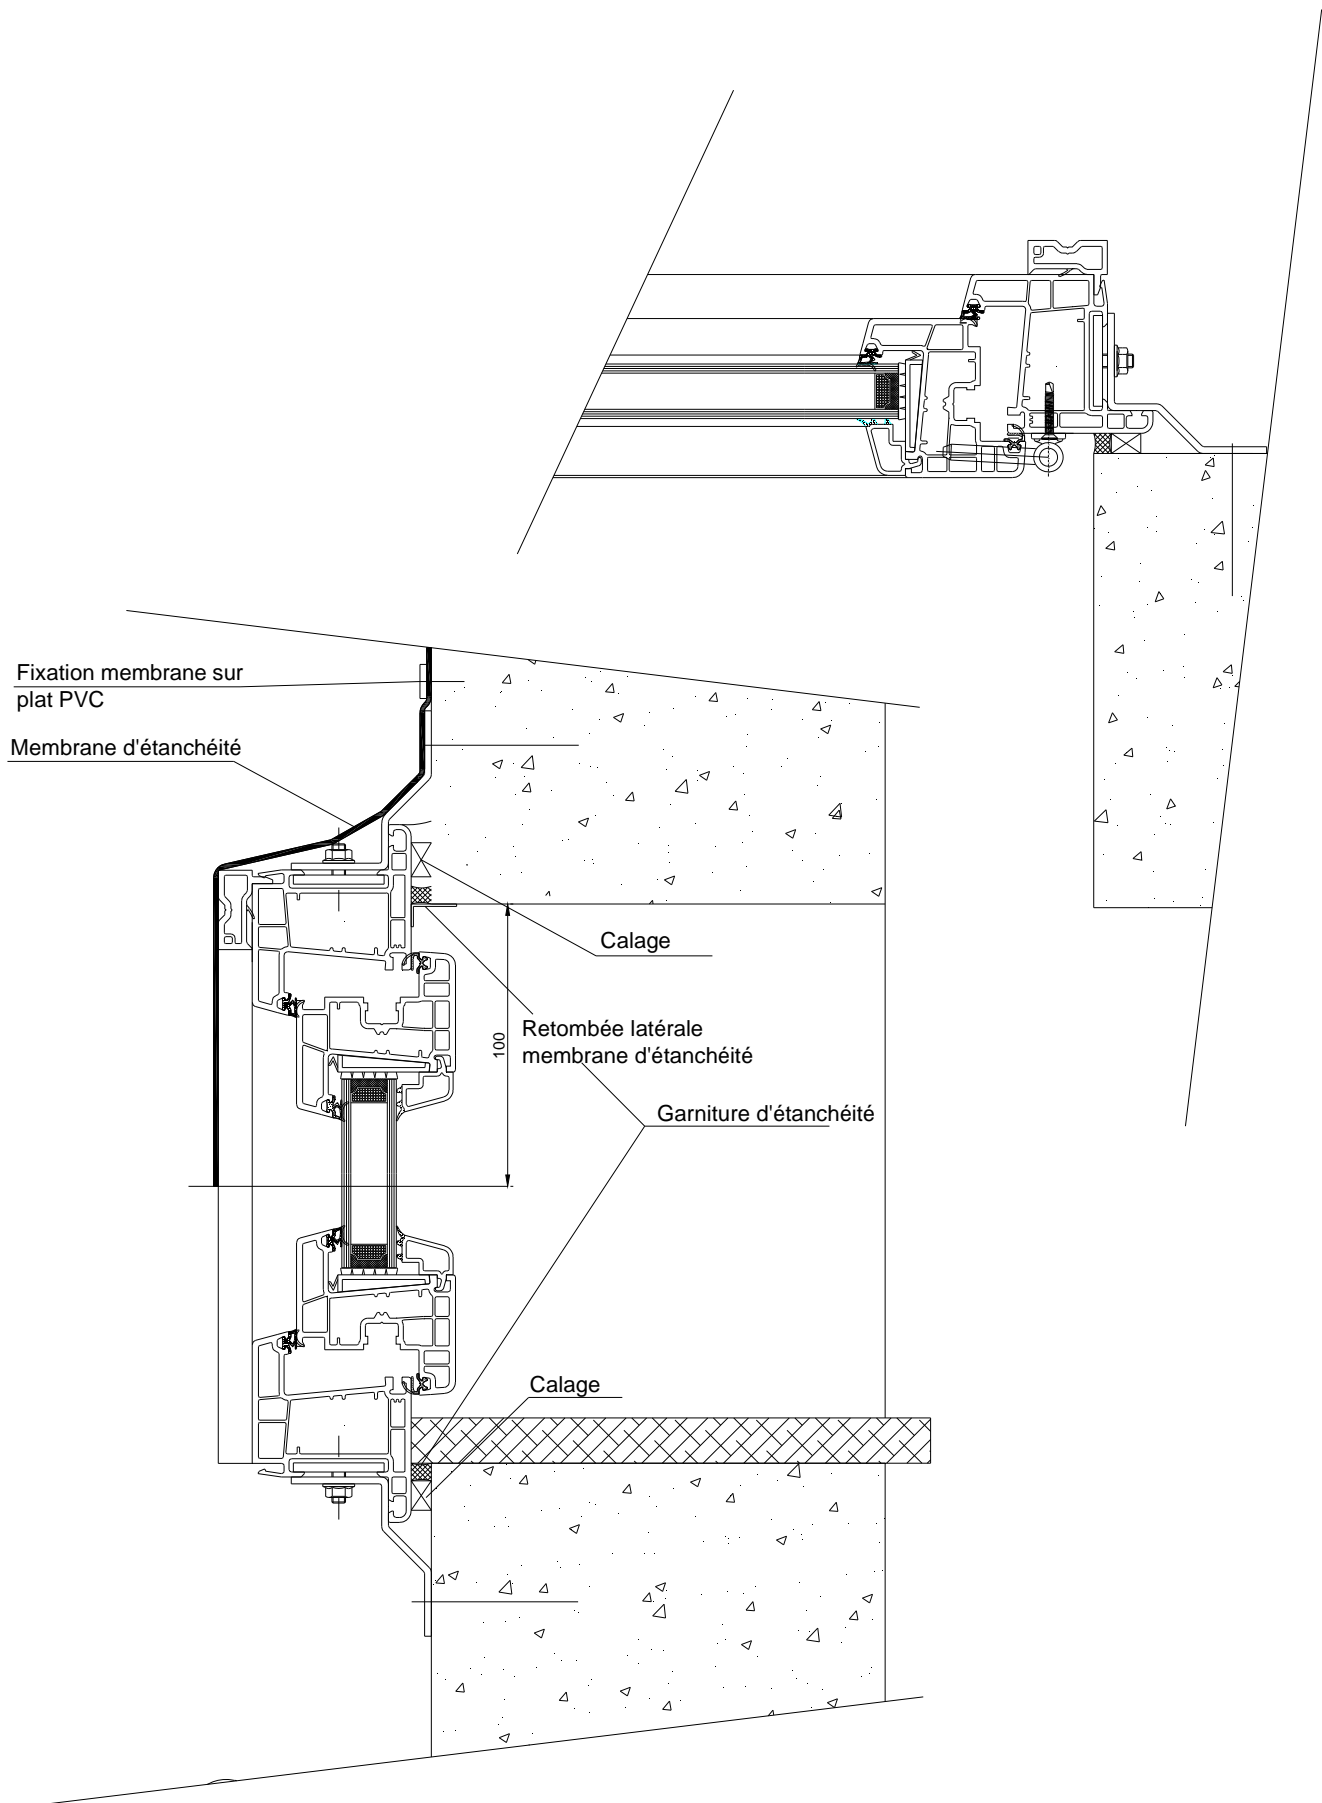 Fixation membrane sur
plat PVC
Membrane d'étanchéité
Calage
100
Retombée latérale
membrane d'étanchéité
Garniture d'étanchéité
Calage